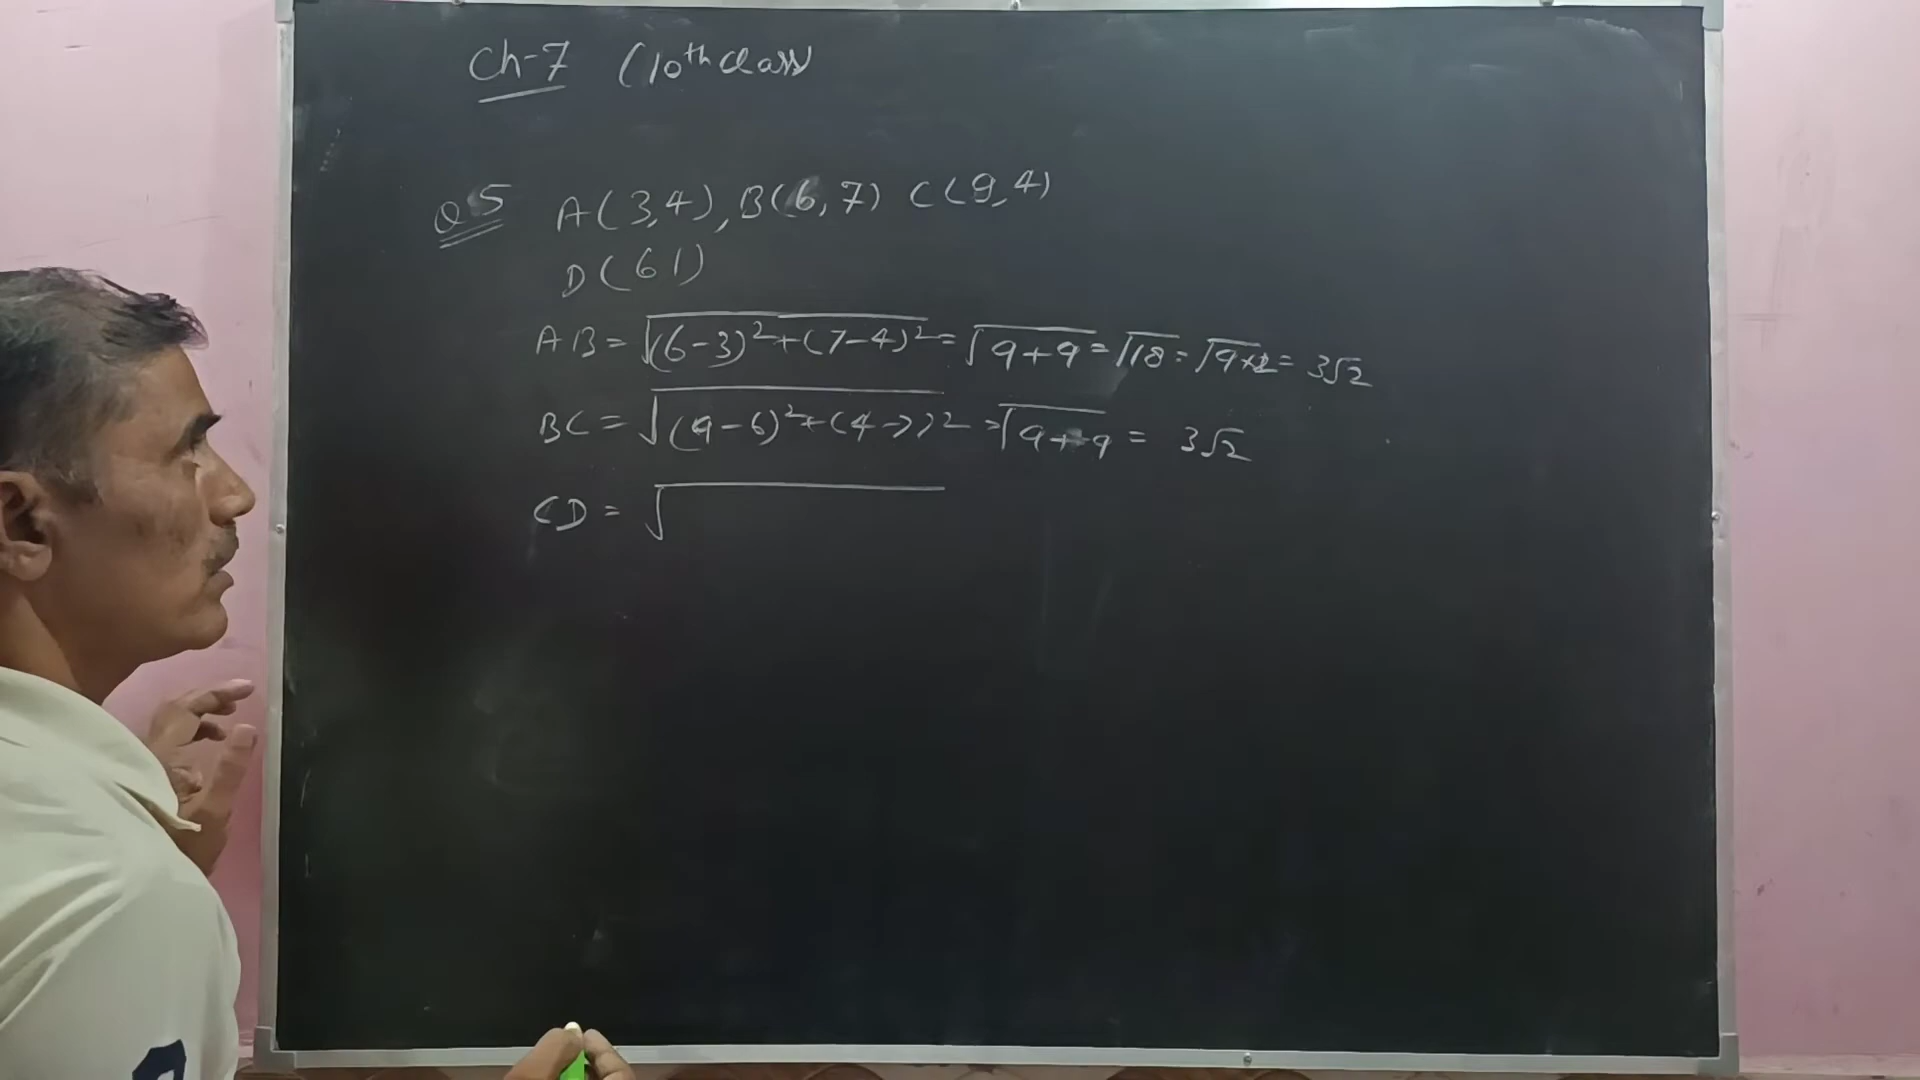 Ch-7 (10th class
Q5 A(3,4), B(6,7) C(9,4)
D(6 1)
AB = √(6-3)²+(7-4)² = √9+9 = √18 = √9×2 = 3√2
BC = √(9-6)²+(4-7)² = √9+9 = 3√2
CD = √